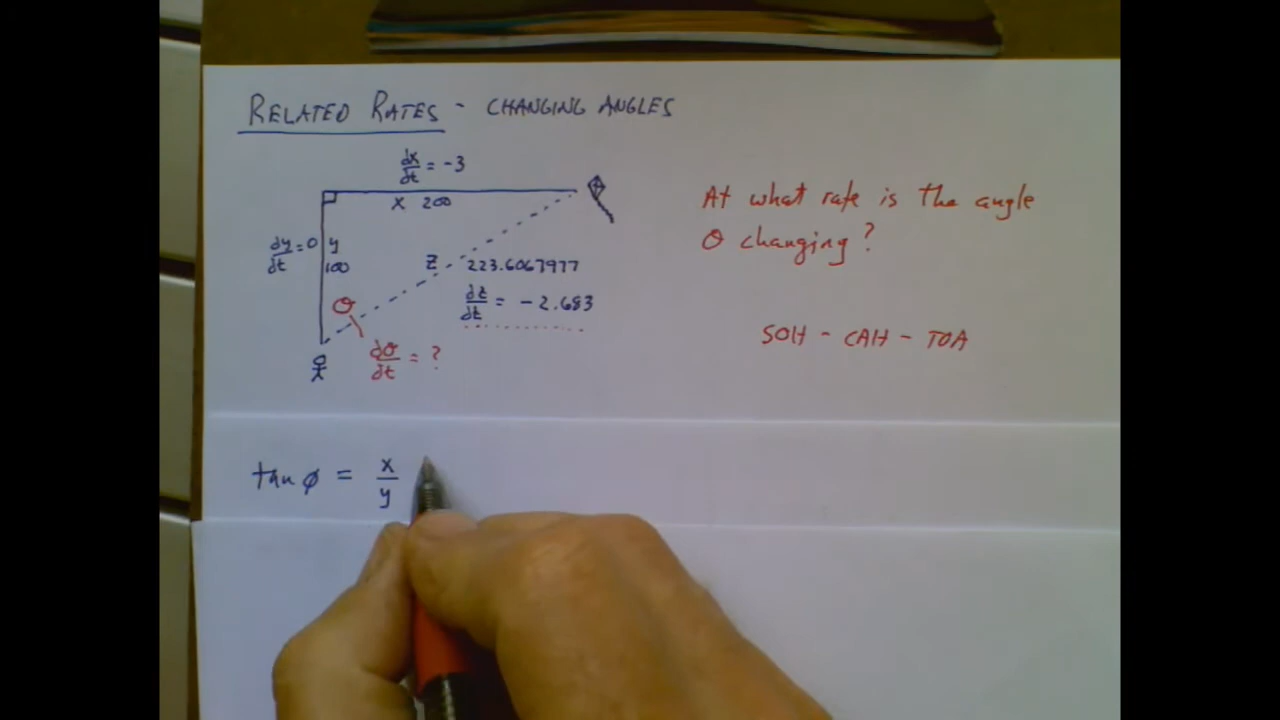 RELATED RATES - CHANGING ANGLES
dx/dt = -3
x 200
dy/dt = 0 y
100
z 223.6067977
dz/dt = -2.683
θ
dθ/dt = ?
At what rate is the angle
θ changing?
SOH - CAH - TOA
tan ϕ = x/y